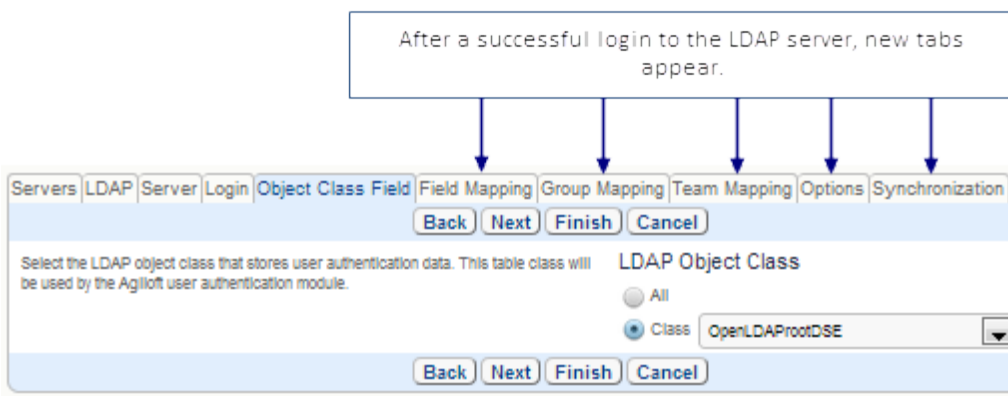 After a successful login to the LDAP server, new tabs
appear.
Servers LDAP Server Login Object Class Field Field Mapping Group Mapping Team Mapping Options Synchronization
Back Next Finish Cancel
Select the LDAP object class that stores user authentication data. This table class will
be used by the Agiloft user authentication module.
LDAP Object Class
All
Class OpenLDAProotDSE
Back Next Finish Cancel